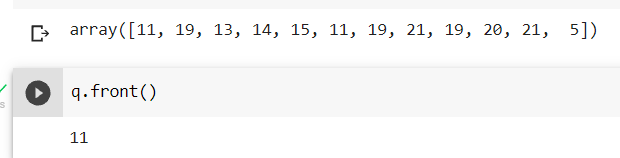 array([11, 19, 13, 14, 15, 11, 19, 21, 19, 20, 21,  5])
q.front()
11